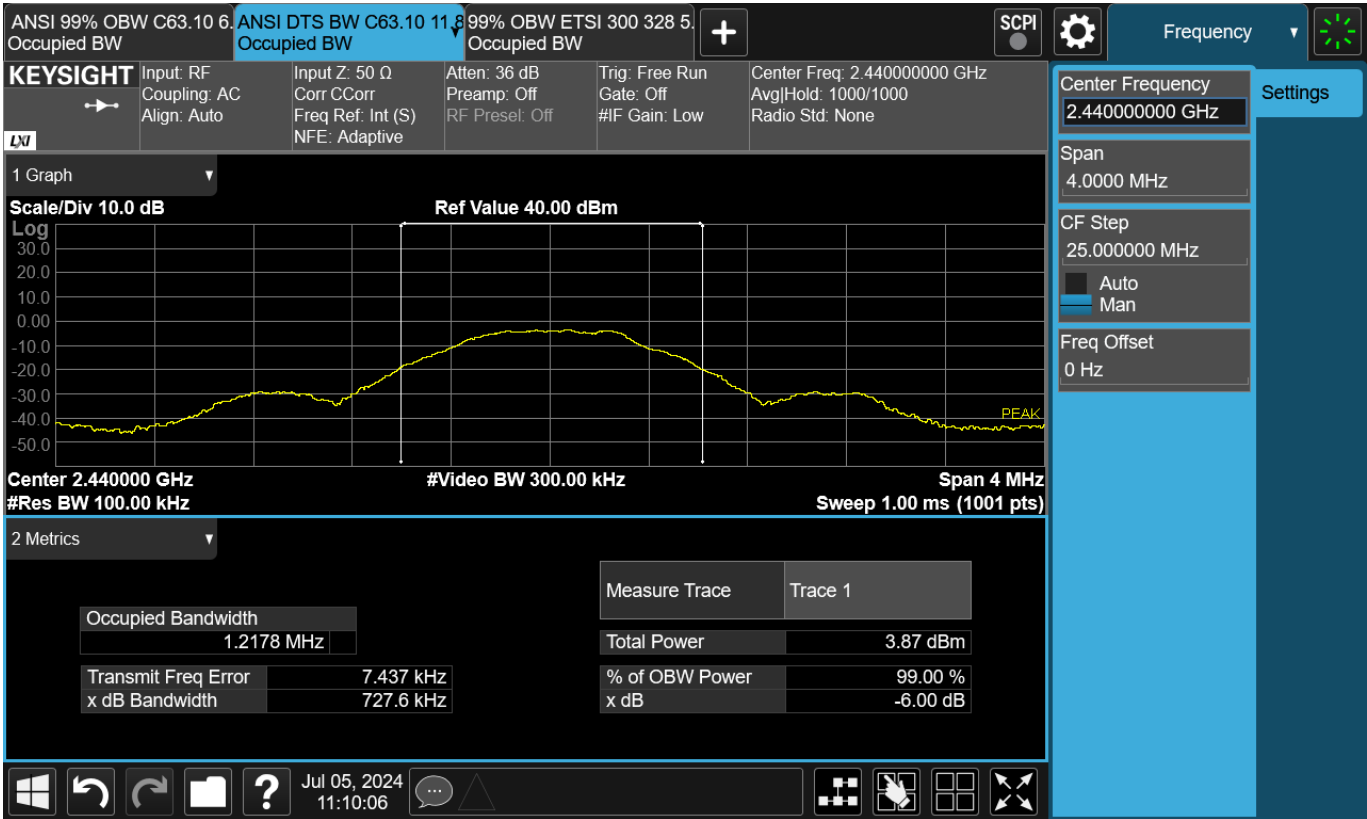 ANSI 99% OBW C63.10 6.
Occupied BW
ANSI DTS BW C63.10 11.8
Occupied BW
99% OBW ETSI 300 328 5.
Occupied BW
SCPI
Frequency
KEYSIGHT
LXI
Input: RF
Coupling: AC
Align: Auto
Input Z: 50 Ω
Corr CCorr
Freq Ref: Int (S)
NFE: Adaptive
Atten: 36 dB
Preamp: Off
RF Presel: Off
Trig: Free Run
Gate: Off
#IF Gain: Low
Center Freq: 2.440000000 GHz
Avg|Hold: 1000/1000
Radio Std: None
Center Frequency
2.440000000 GHz
Settings
Span
4.0000 MHz
CF Step
25.000000 MHz
Auto
Man
Freq Offset
0 Hz
1 Graph
Scale/Div 10.0 dB
Ref Value 40.00 dBm
Log
30.0
20.0
10.0
0.00
-10.0
-20.0
-30.0
-40.0
-50.0
PEAK
Center 2.440000 GHz
#Video BW 300.00 kHz
Span 4 MHz
#Res BW 100.00 kHz
Sweep 1.00 ms (1001 pts)
2 Metrics
Occupied Bandwidth
1.2178 MHz
Transmit Freq Error 7.437 kHz
x dB Bandwidth 727.6 kHz
Measure Trace Trace 1
Total Power 3.87 dBm
% of OBW Power 99.00 %
x dB -6.00 dB
?
Jul 05, 2024
11:10:06